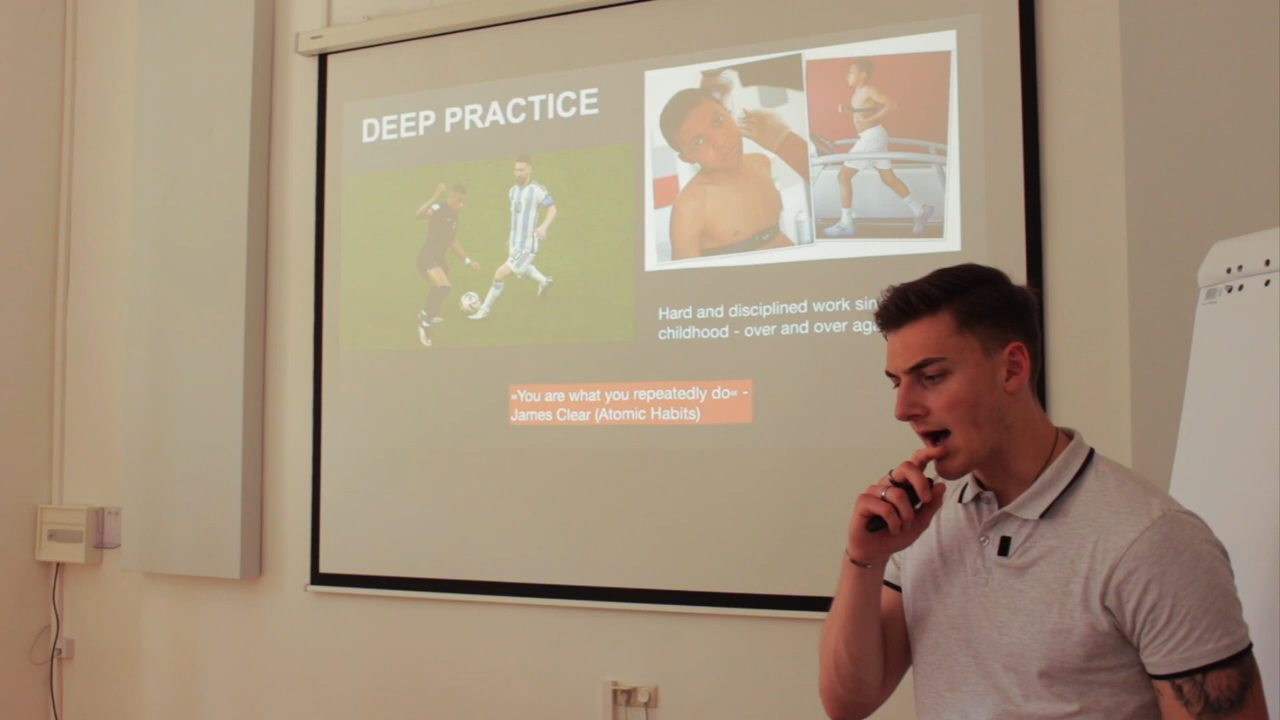 DEEP PRACTICE
Hard and disciplined work
childhood - over and over
»You are what you repeatedly do« -
James Clear (Atomic Habits)